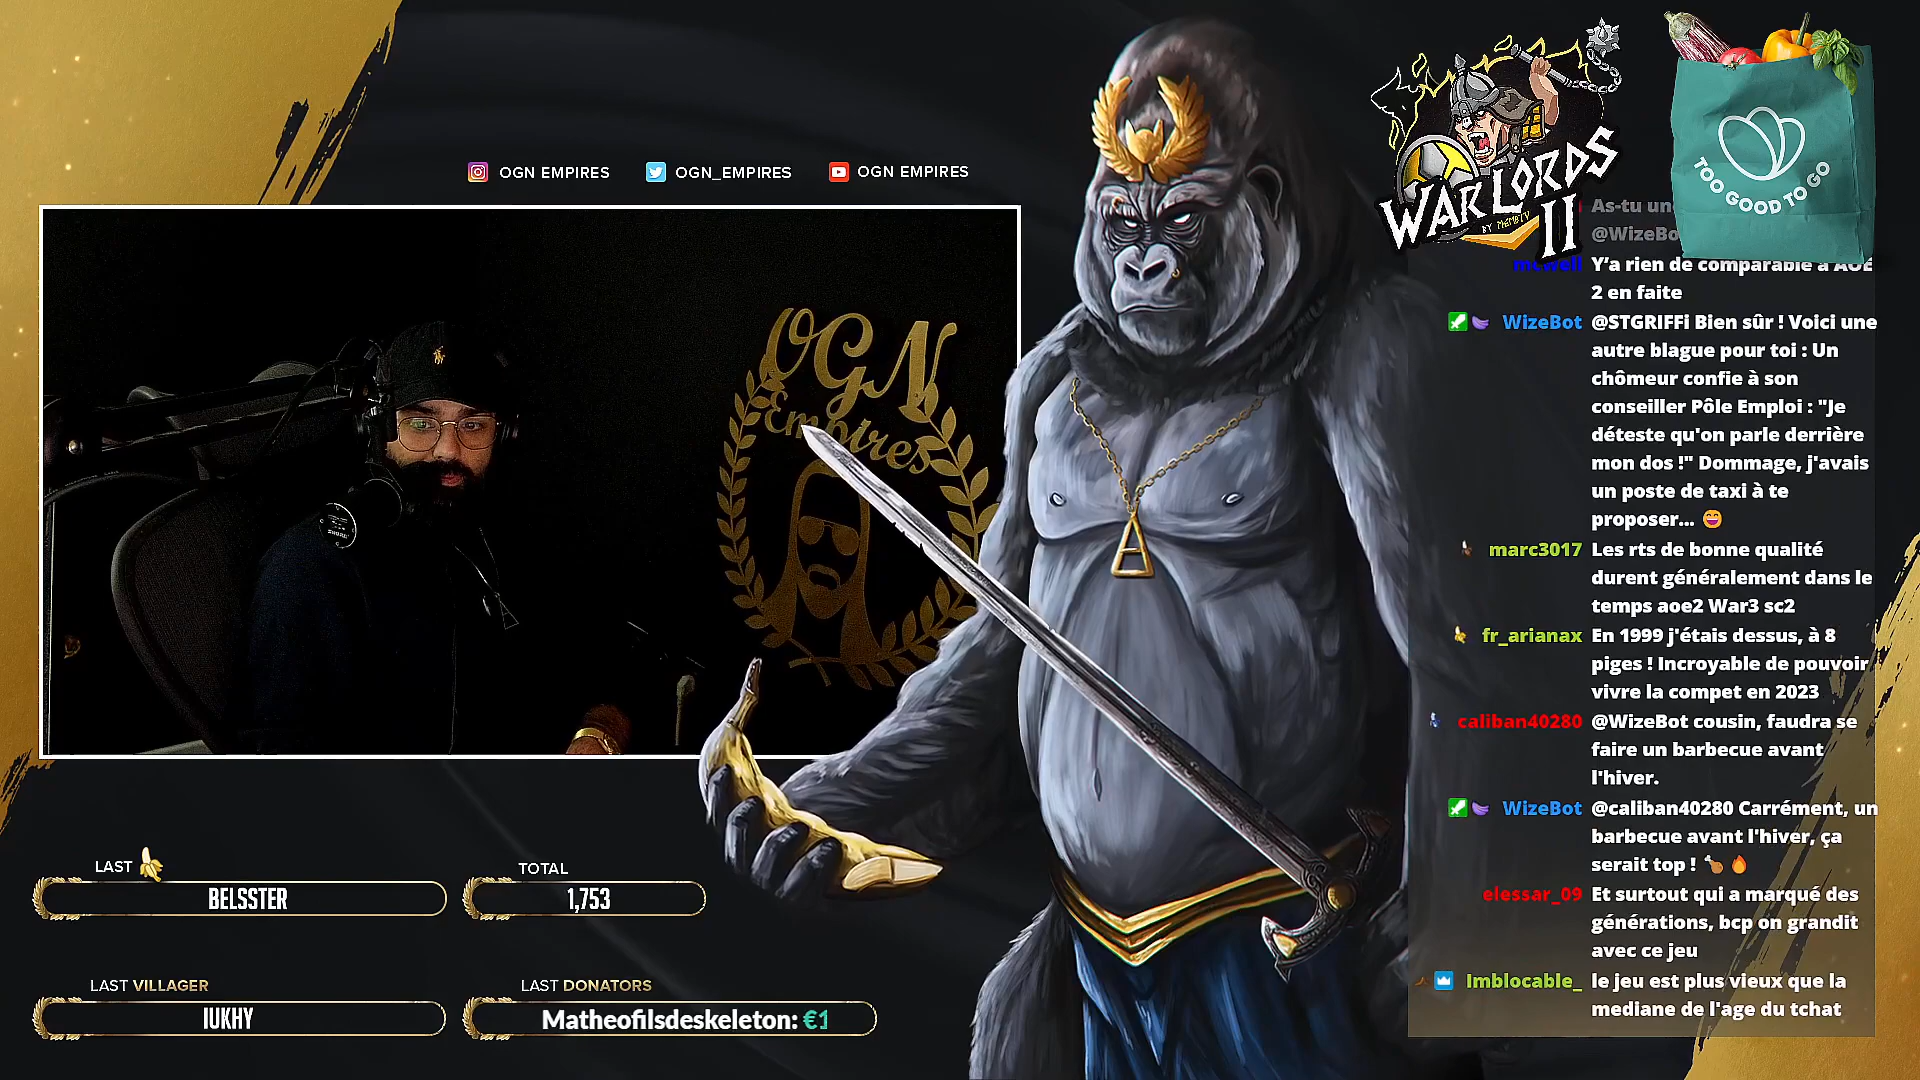 OGN EMPIRES
OGN_EMPIRES
OGN EMPIRES
OGN
Empires
LAST
BELSSTER
TOTAL
1,753
LAST VILLAGER
IUKHY
LAST DONATORS
Matheofilsdeskeleton: €1
WARLORDS
BY MEMBTV
II
TOO GOOD TO GO
As-tu un
@WizeBo
Y'a rien de comparable à AOE
2 en faite
WizeBot @STGRIFFi Bien sûr ! Voici une
autre blague pour toi : Un
chômeur confie à son
conseiller Pôle Emploi : "Je
déteste qu'on parle derrière
mon dos !" Dommage, j'avais
un poste de taxi à te
proposer... 😄
marc3017 Les rts de bonne qualité
durent généralement dans le
temps aoe2 War3 sc2
fr_arianax En 1999 j'étais dessus, à 8
piges ! Incroyable de pouvoir
vivre la compet en 2023
caliban40280 @WizeBot cousin, faudra se
faire un barbecue avant
l'hiver.
WizeBot @caliban40280 Carrément, un
barbecue avant l'hiver, ça
serait top ! 🍗 🔥
elessar_09 Et surtout qui a marqué des
générations, bcp on grandit
avec ce jeu
Imblocable_ le jeu est plus vieux que la
mediane de l'age du tchat